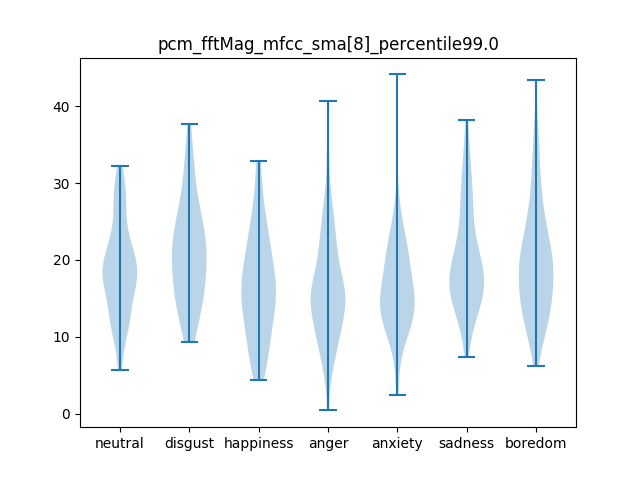 pcm_fftMag_mfcc_sma[8]_percentile99.0
40
30
20
10
0
neutral disgust happiness anger anxiety sadness boredom